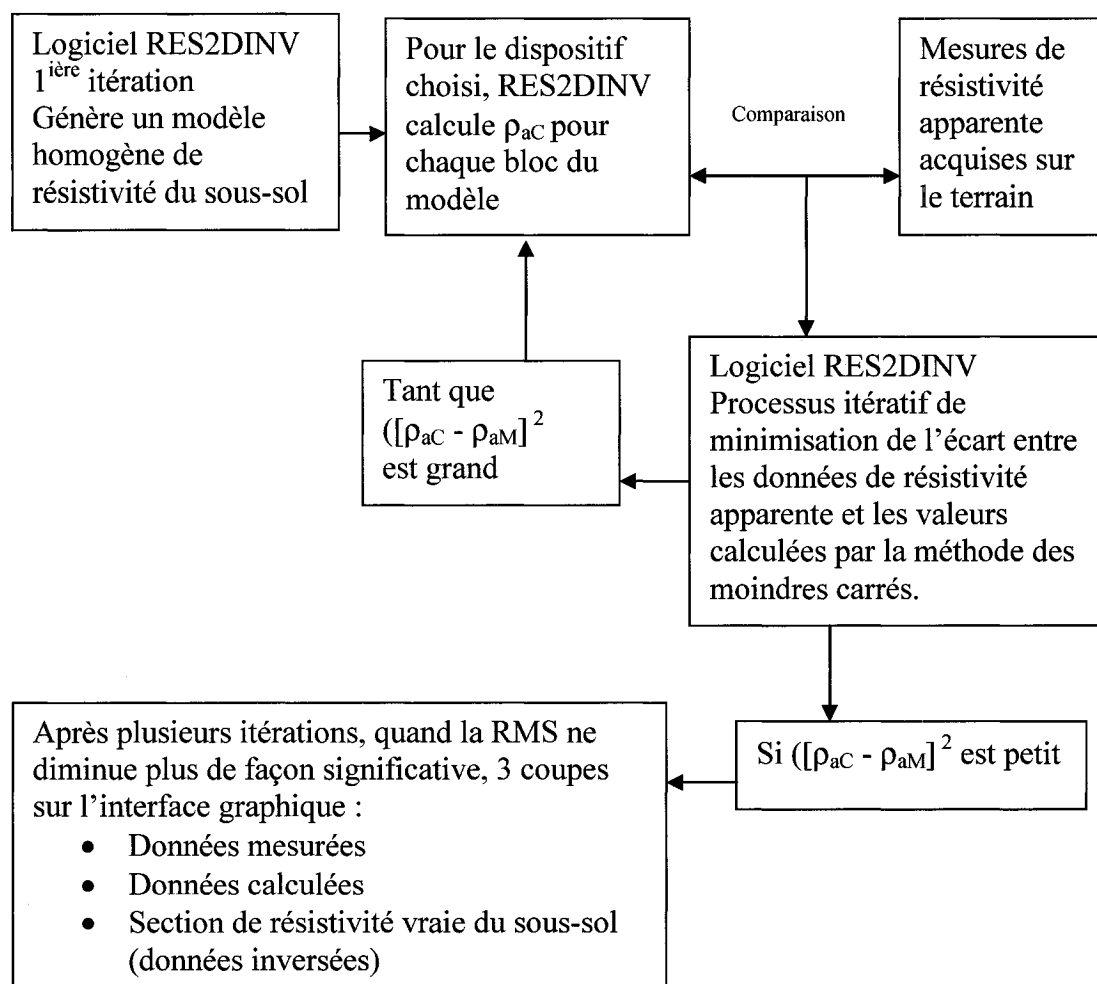 Logiciel RES2DINV
1ière itération
Génère un modèle
homogène de
résistivité du sous-sol
Pour le dispositif
choisi, RES2DINV
calcule ρaC pour
chaque bloc du
modèle
Comparaison
Mesures de
résistivité
apparente
acquises sur
le terrain
Tant que
([ρaC - ρaM]2
est grand
Logiciel RES2DINV
Processus itératif de
minimisation de l'écart entre
les données de résistivité
apparente et les valeurs
calculées par la méthode des
moindres carrés.
Si ([ρaC - ρaM]2 est petit
Après plusieurs itérations, quand la RMS ne
diminue plus de façon significative, 3 coupes
sur l'interface graphique :
• Données mesurées
• Données calculées
• Section de résistivité vraie du sous-sol
(données inversées)